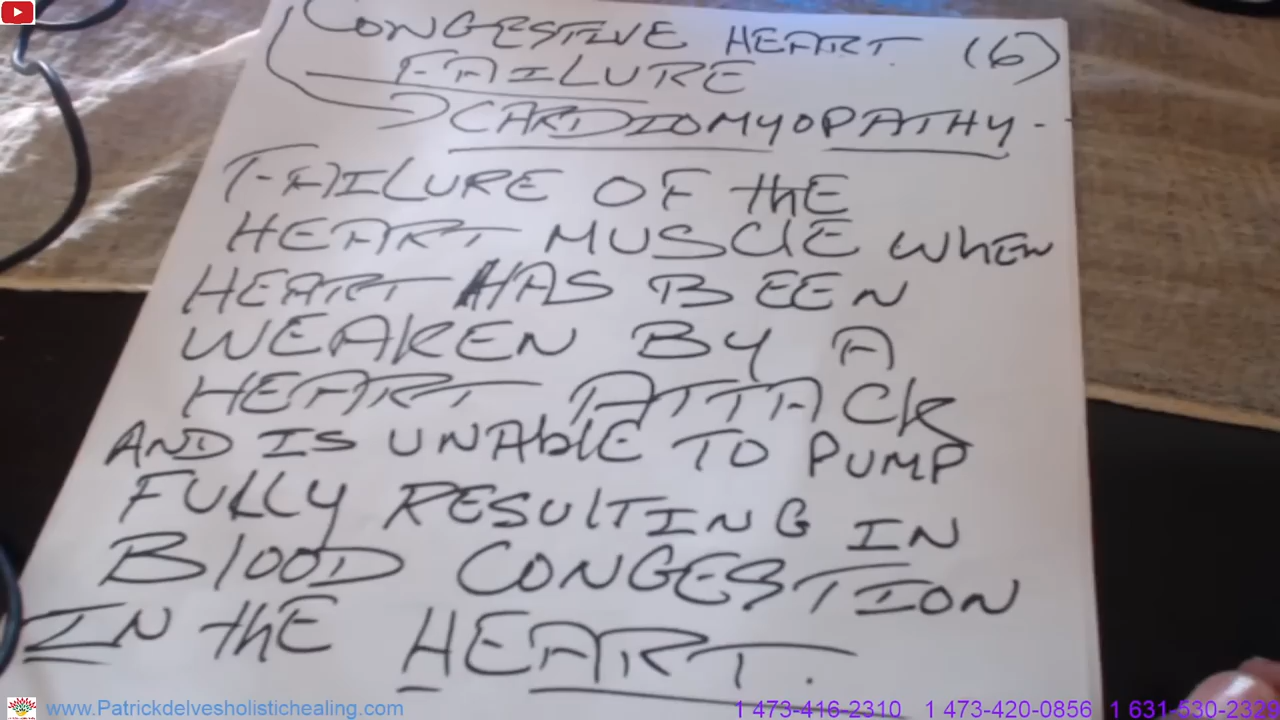 CONGESTIVE HEART (6)
FAILURE
CARDIOMYOPATHY.
FAILURE OF thE
HEART MUSClE WhEN
HEART HAS BEEN
WEAKEN BY A
HEART ATTACK
AND IS UNAblE TO PUMP
FULLY RESUlTING IN
BlOOD CONGESTION
IN thE HEART.
www.Patrickdelvesholistichealing.com 1 473-416-2310 1 473-420-0856 1 631-530-2329